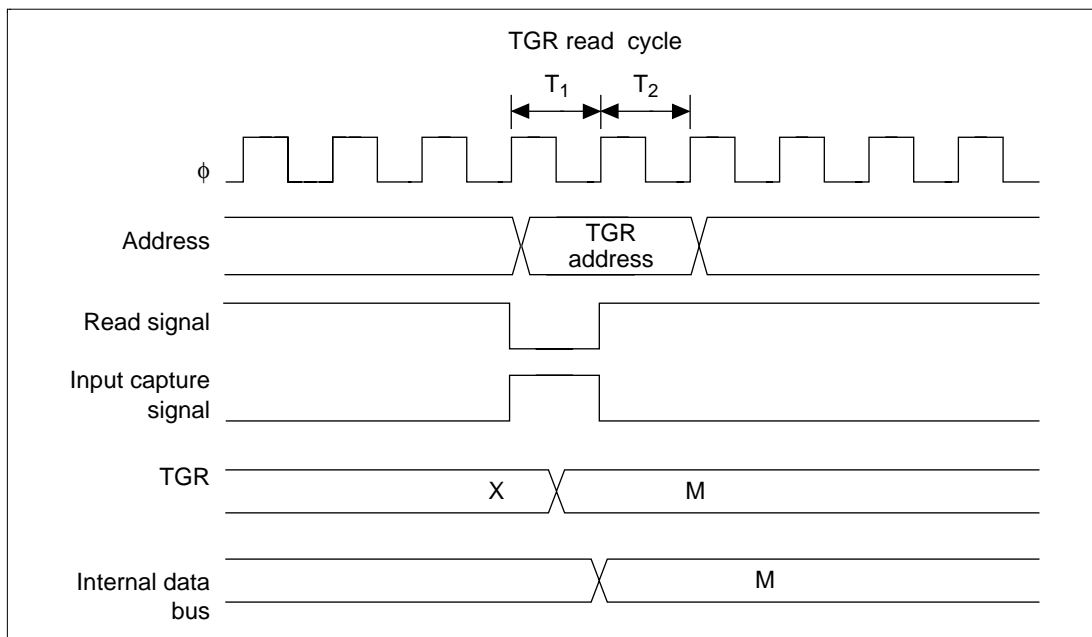 TGR read cycle
T1 T2
ϕ
Address
TGR
address
Read signal
Input capture
signal
TGR
X M
Internal data
bus
M